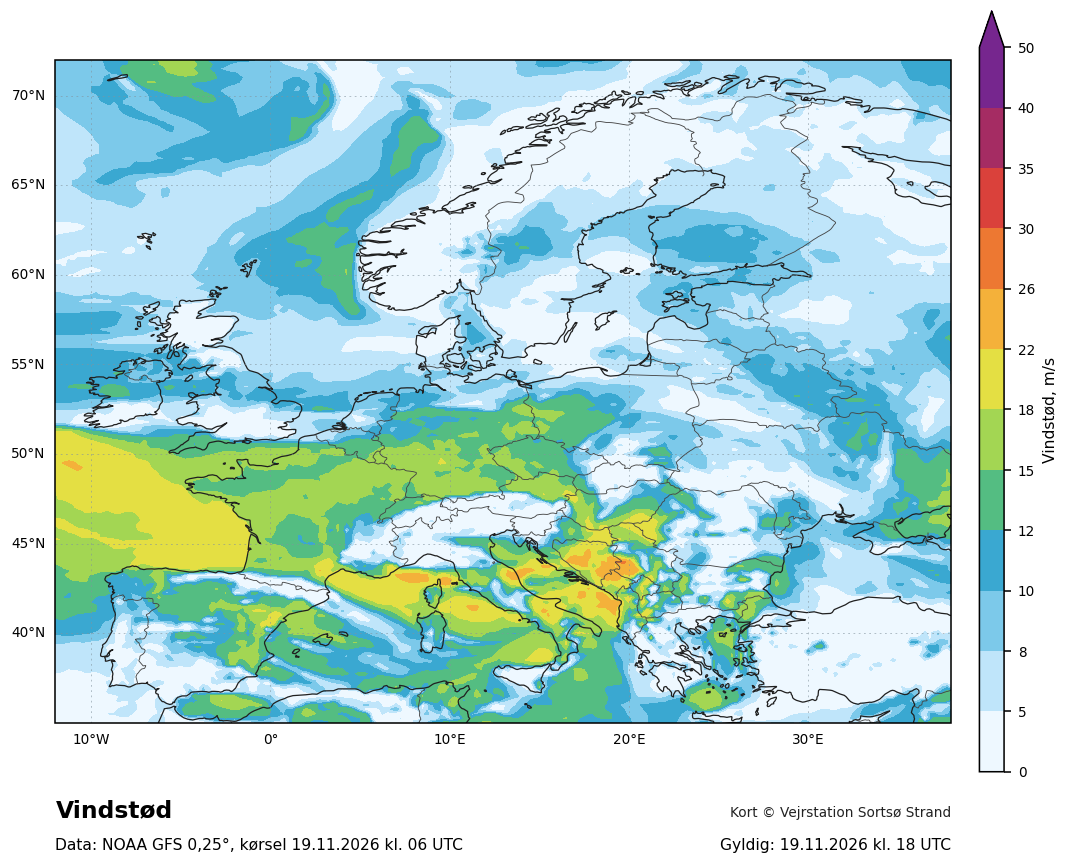 50
40
35
30
26
22
18
15
12
10
8
5
0
Vindstød, m/s
70°N
65°N
60°N
55°N
50°N
45°N
40°N
10°W
0°
10°E
20°E
30°E
Vindstød
Kort © Vejrstation Sortsø Strand
Data: NOAA GFS 0,25°, kørsel 19.11.2026 kl. 06 UTC
Gyldig: 19.11.2026 kl. 18 UTC